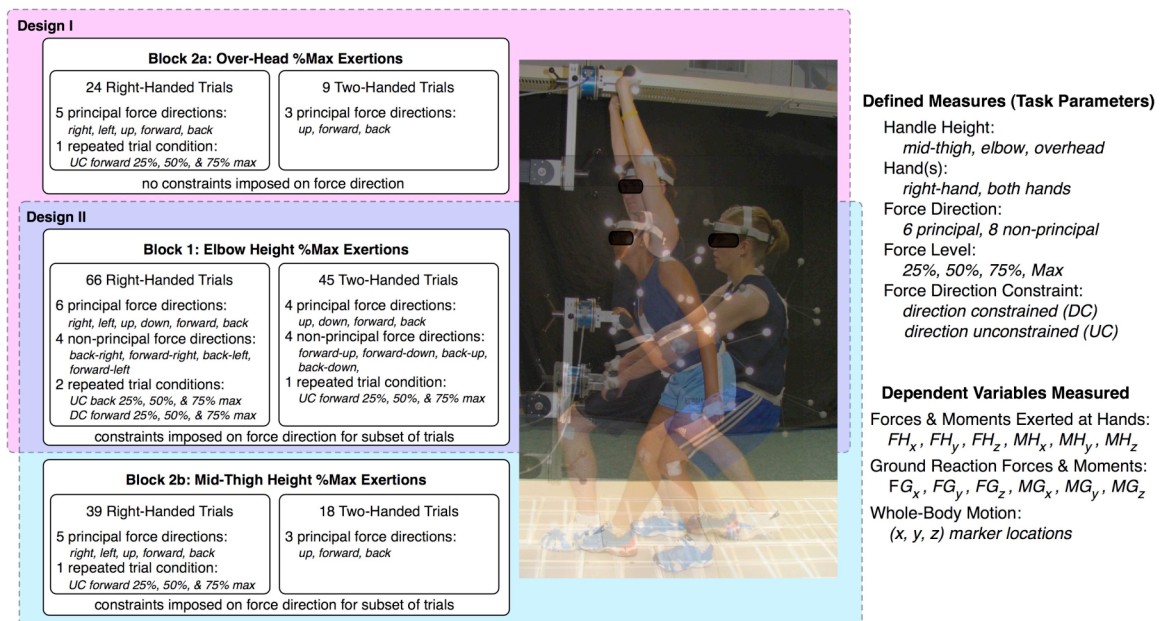 Design I
Block 2a: Over-Head %Max Exertions
24 Right-Handed Trials
5 principal force directions:
right, left, up, forward, back
1 repeated trial condition:
UC forward 25%, 50%, & 75% max
9 Two-Handed Trials
3 principal force directions:
up, forward, back
no constraints imposed on force direction
Design II
Block 1: Elbow Height %Max Exertions
66 Right-Handed Trials
6 principal force directions:
right, left, up, down, forward, back
4 non-principal force directions:
back-right, forward-right, back-left,
forward-left
2 repeated trial conditions:
UC back 25%, 50%, & 75% max
DC forward 25%, 50%, & 75% max
45 Two-Handed Trials
4 principal force directions:
up, down, forward, back
4 non-principal force directions:
forward-up, forward-down, back-up,
back-down,
1 repeated trial condition:
UC forward 25%, 50%, & 75% max
constraints imposed on force direction for subset of trials
Block 2b: Mid-Thigh Height %Max Exertions
39 Right-Handed Trials
5 principal force directions:
right, left, up, forward, back
1 repeated trial condition:
UC forward 25%, 50%, & 75% max
18 Two-Handed Trials
3 principal force directions:
up, forward, back
constraints imposed on force direction for subset of trials
Defined Measures (Task Parameters)
Handle Height:
mid-thigh, elbow, overhead
Hand(s):
right-hand, both hands
Force Direction:
6 principal, 8 non-principal
Force Level:
25%, 50%, 75%, Max
Force Direction Constraint:
direction constrained (DC)
direction unconstrained (UC)
Dependent Variables Measured
Forces & Moments Exerted at Hands:
FHx , FHy , FHz , MHx , MHy , MHz
Ground Reaction Forces & Moments:
FGx , FGy , FGz , MGx , MGy , MGz
Whole-Body Motion:
(x, y, z) marker locations